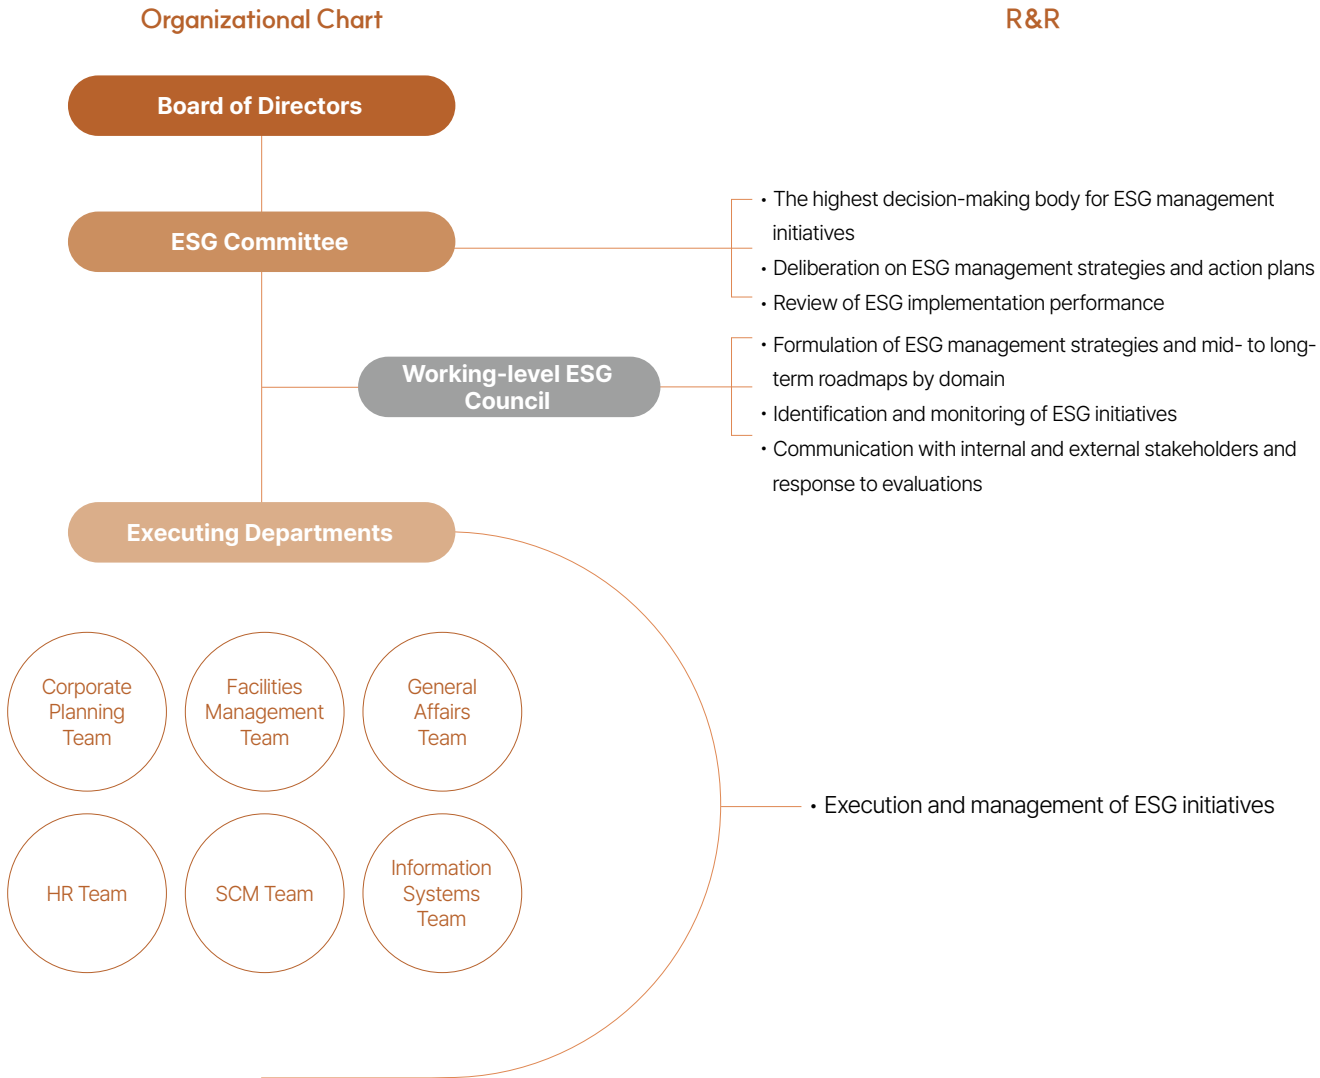 Organizational Chart
R&R
Board of Directors
ESG Committee
• The highest decision-making body for ESG management
initiatives
• Deliberation on ESG management strategies and action plans
• Review of ESG implementation performance
Working-level ESG
Council
• Formulation of ESG management strategies and mid- to long-
term roadmaps by domain
• Identification and monitoring of ESG initiatives
• Communication with internal and external stakeholders and
response to evaluations
Executing Departments
Corporate
Planning
Team
Facilities
Management
Team
General
Affairs
Team
HR Team
SCM Team
Information
Systems
Team
• Execution and management of ESG initiatives